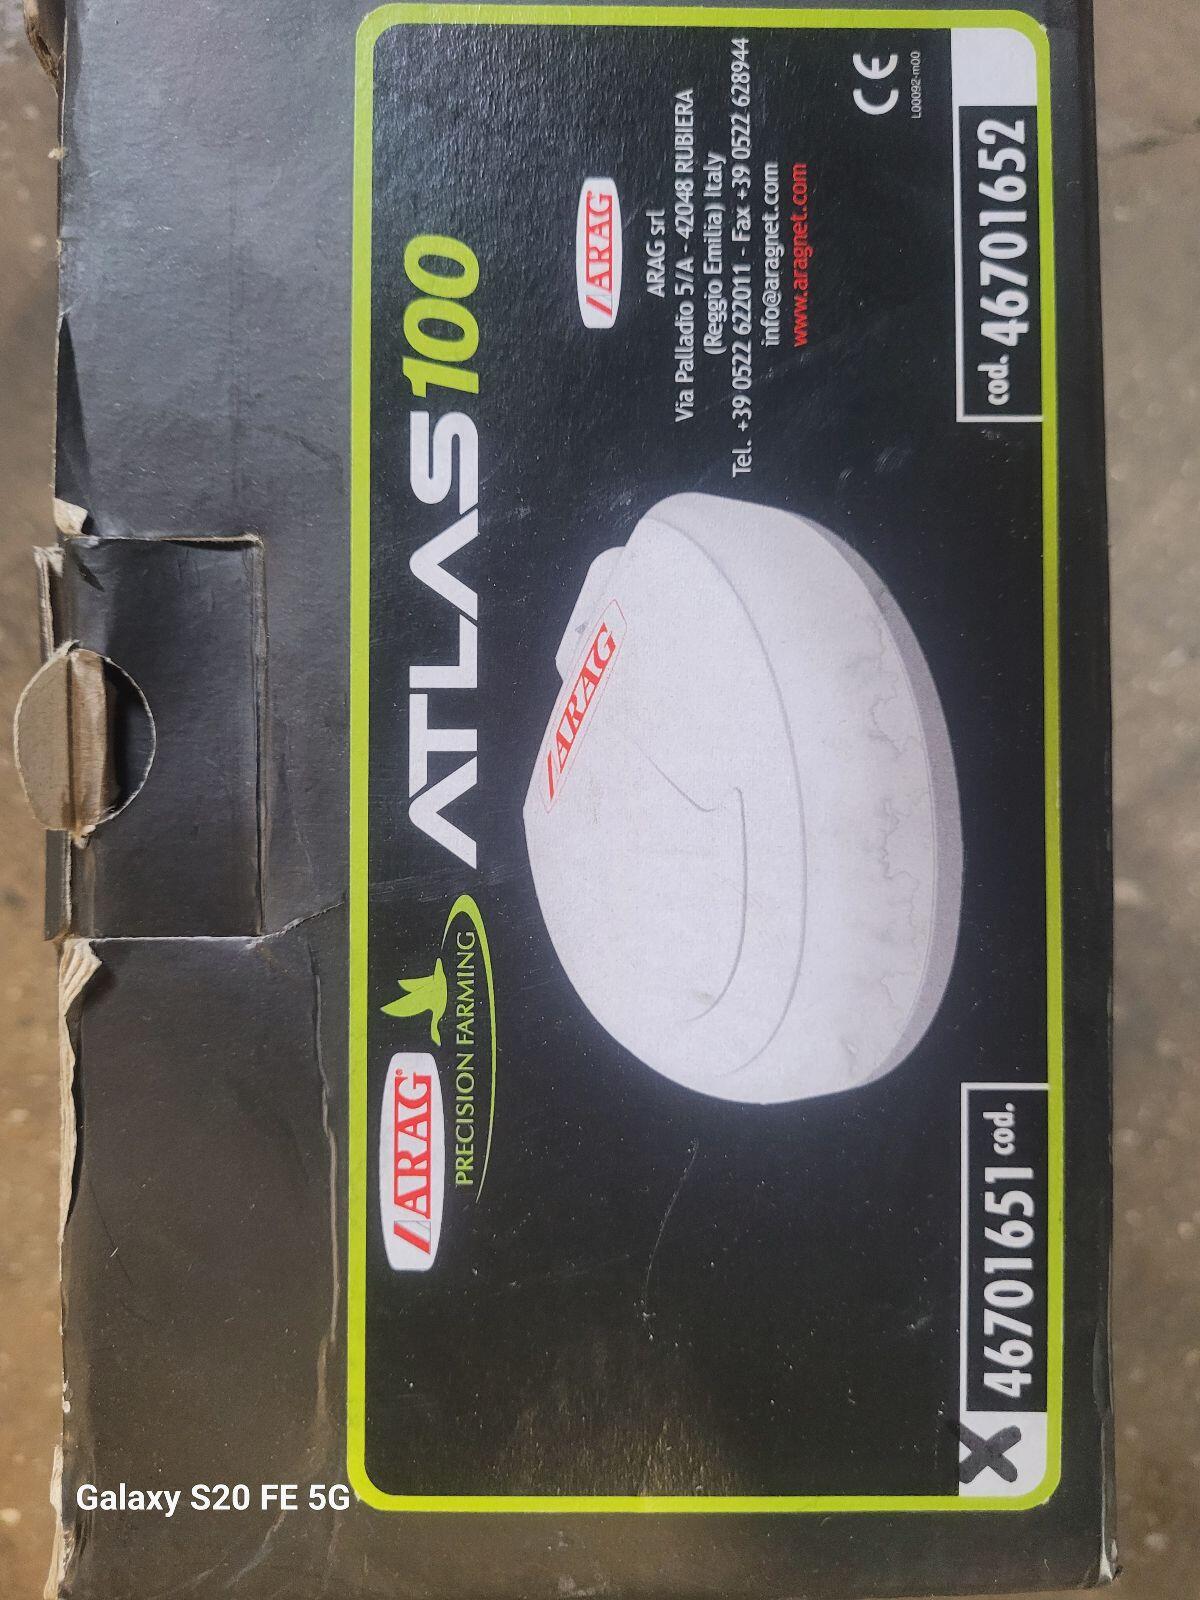 ARAG®
PRECISION FARMING
ATLAS100
ARAG
ARAG
ARAG srl
Via Palladio 5/A - 42048 RUBIERA
(Reggio Emilia) Italy
Tel. +39 0522 622011 - Fax +39 0522 628944
info@aragnet.com
www.aragnet.com
CE
L00092-m00
X 46701651 cod.
cod. 46701652
Galaxy S20 FE 5G